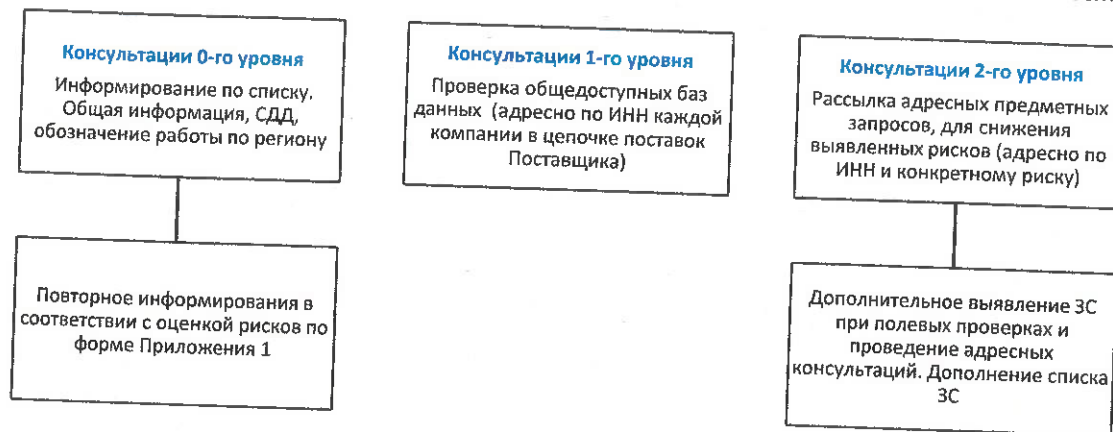 Консультации 0-го уровня
Информирование по списку.
Общая информация, СДД,
обозначение работы по региону
Консультации 1-го уровня
Проверка общедоступных баз
данных (адресно по ИНН каждой
компании в цепочке поставок
Поставщика)
Консультации 2-го уровня
Рассылка адресных предметных
запросов, для снижения
выявленных рисков (адресно по
ИНН и конкретному риску)
Повторное информирования в
соответствии с оценкой рисков по
форме Приложения 1
Дополнительное выявление ЗС
при полевых проверках и
проведение адресных
консультаций. Дополнение списка
ЗС